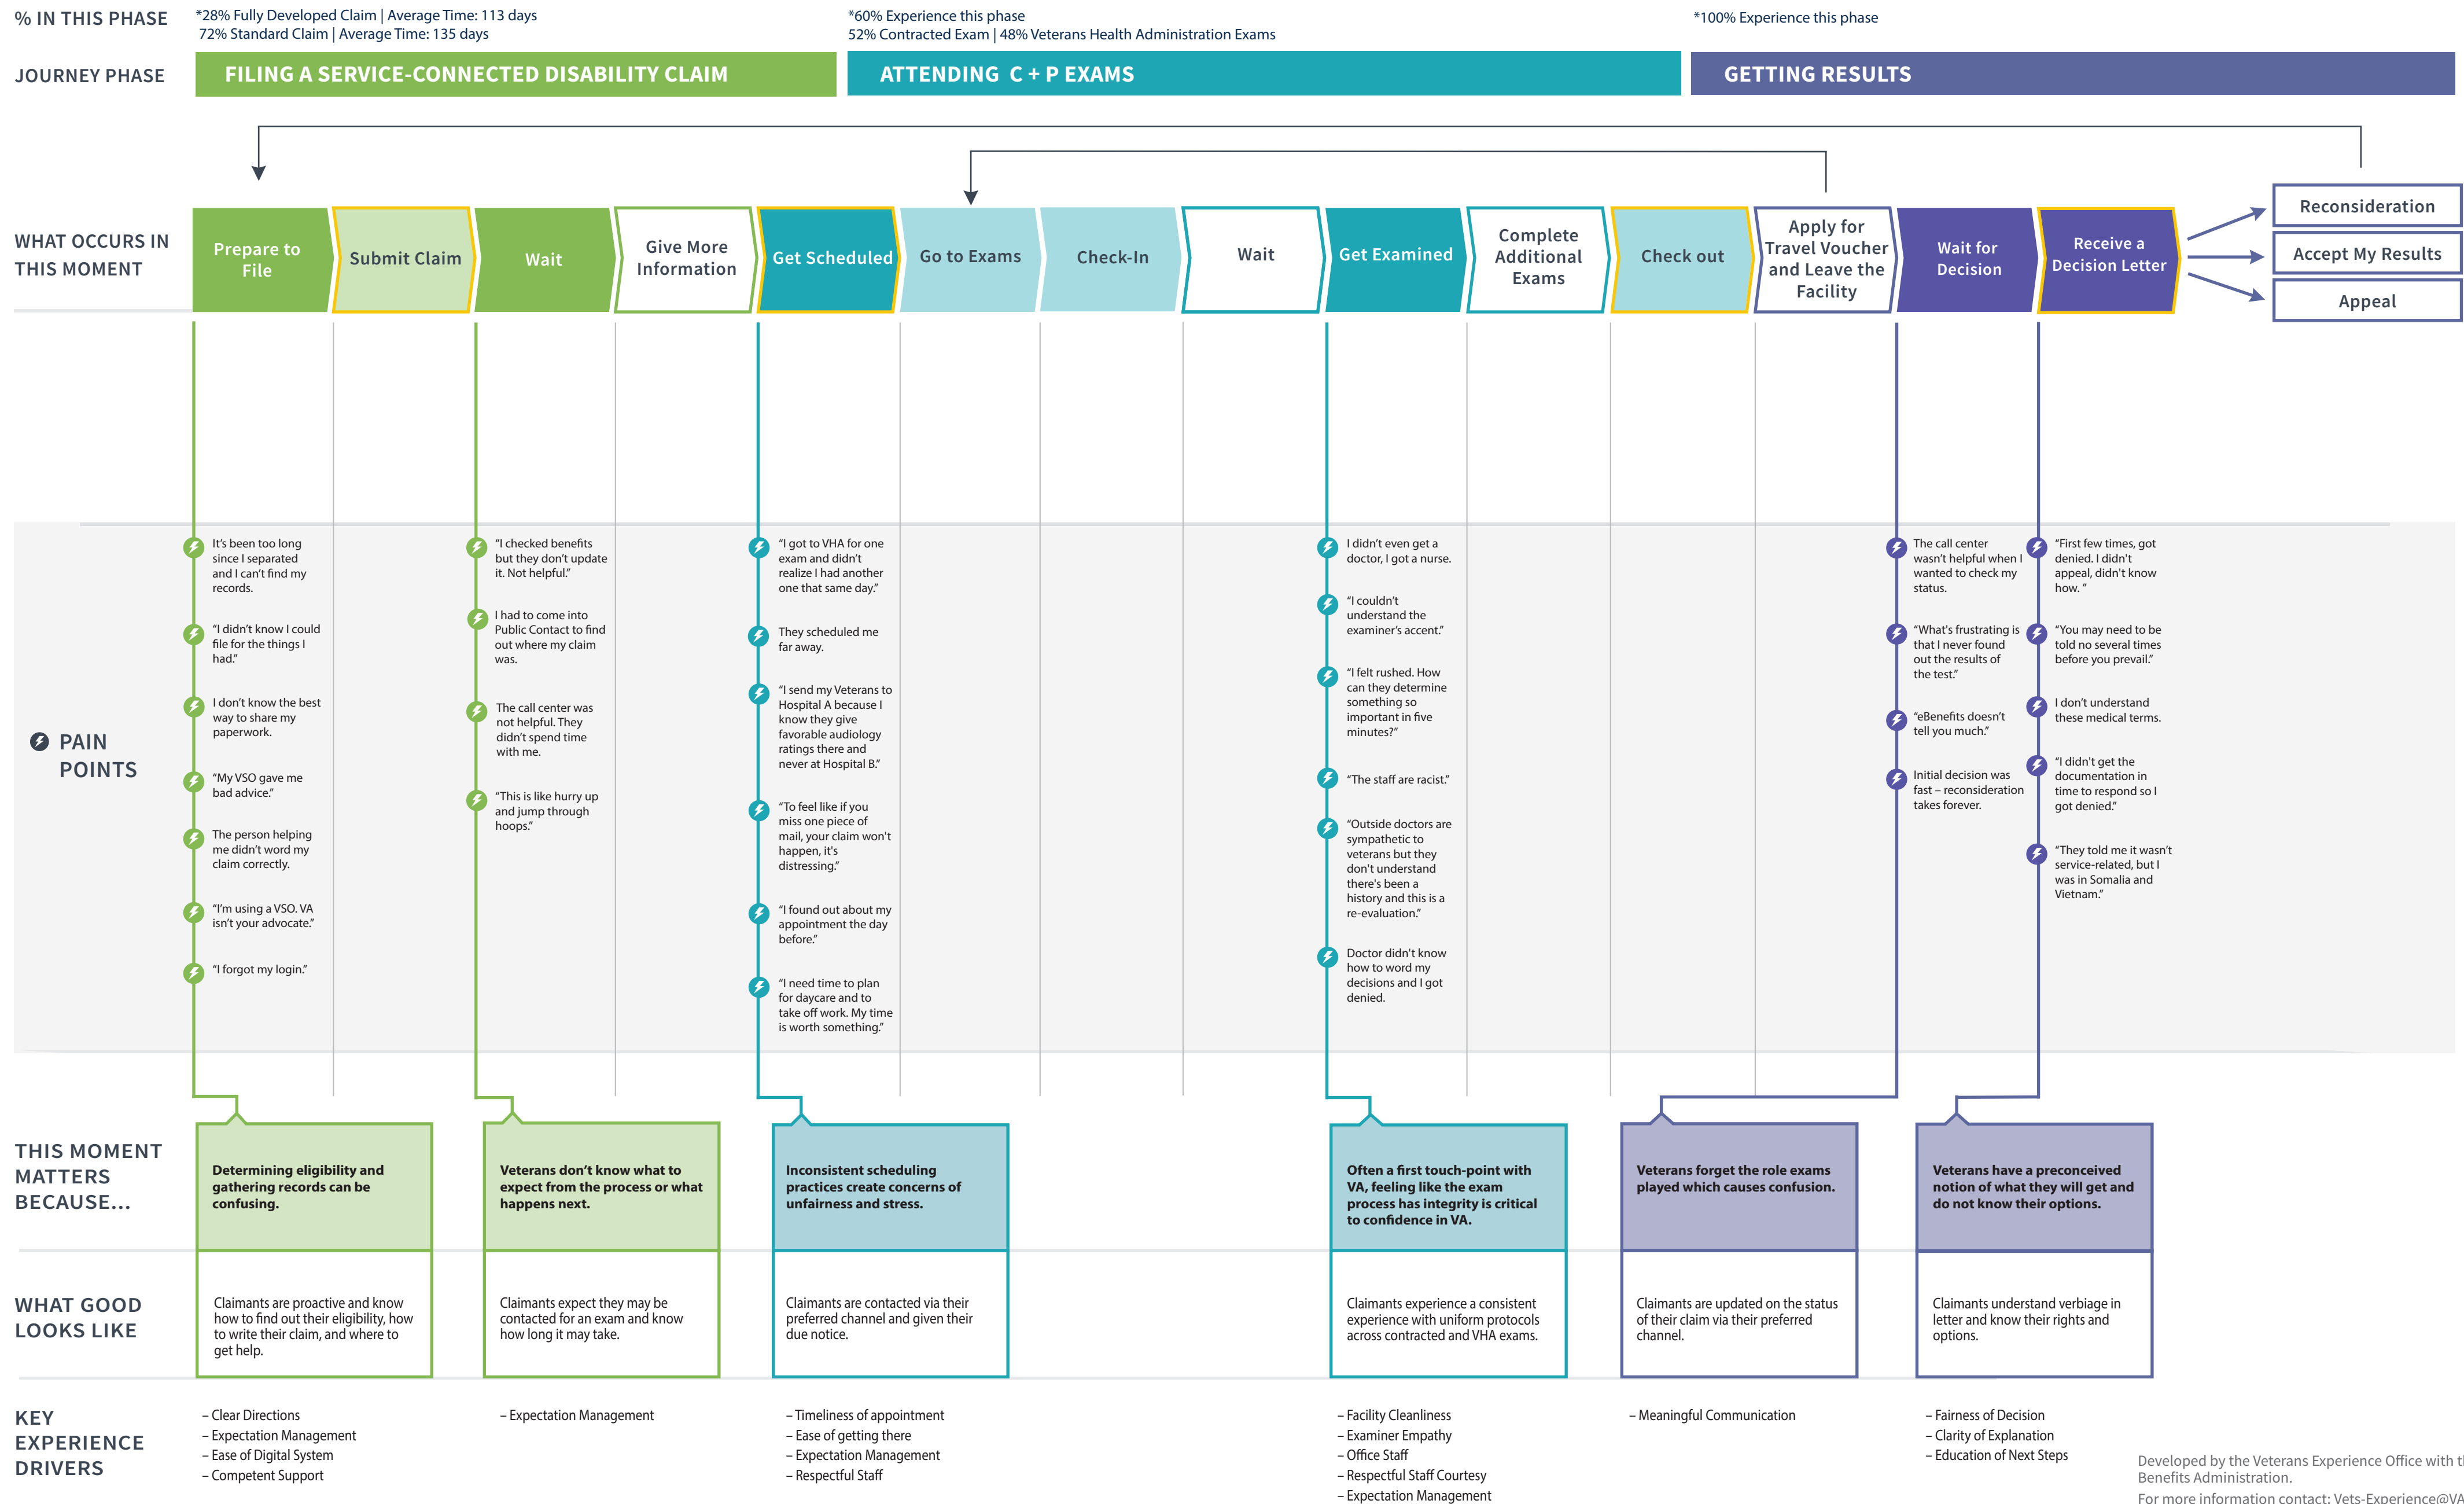 % IN THIS PHASE
*28% Fully Developed Claim | Average Time: 113 days
72% Standard Claim | Average Time: 135 days
*60% Experience this phase
52% Contracted Exam | 48% Veterans Health Administration Exams
*100% Experience this phase
JOURNEY PHASE
FILING A SERVICE-CONNECTED DISABILITY CLAIM
ATTENDING C + P EXAMS
GETTING RESULTS
WHAT OCCURS IN
THIS MOMENT
Prepare to
File
Submit Claim
Wait
Give More
Information
Get Scheduled
Go to Exams
Check-In
Wait
Get Examined
Complete
Additional
Exams
Check out
Apply for
Travel Voucher
and Leave the
Facility
Wait for
Decision
Receive a
Decision Letter
Reconsideration
Accept My Results
Appeal
PAIN
POINTS
It’s been too long
since I separated
and I can’t find my
records.
“I didn’t know I could
file for the things I
had.”
I don’t know the best
way to share my
paperwork.
“My VSO gave me
bad advice.”
The person helping
me didn’t word my
claim correctly.
“I’m using a VSO. VA
isn’t your advocate.”
“I forgot my login.”
“I checked benefits
but they don’t update
it. Not helpful.”
I had to come into
Public Contact to find
out where my claim
was.
The call center was
not helpful. They
didn’t spend time
with me.
“This is like hurry up
and jump through
hoops.”
“I got to VHA for one
exam and didn’t
realize I had another
one that same day.”
They scheduled me
far away.
“I send my Veterans to
Hospital A because I
know they give
favorable audiology
ratings there and
never at Hospital B.”
“To feel like if you
miss one piece of
mail, your claim won't
happen, it's
distressing.”
“I found out about my
appointment the day
before.”
“I need time to plan
for daycare and to
take off work. My time
is worth something.”
I didn’t even get a
doctor, I got a nurse.
“I couldn’t
understand the
examiner’s accent.”
“I felt rushed. How
can they determine
something so
important in five
minutes?”
“The staff are racist.”
“Outside doctors are
sympathetic to
veterans but they
don't understand
there's been a
history and this is a
re-evaluation.”
Doctor didn't know
how to word my
decisions and I got
denied.
The call center
wasn’t helpful when I
wanted to check my
status.
“What's frustrating is
that I never found
out the results of
the test.”
“eBenefits doesn’t
tell you much.”
Initial decision was
fast – reconsideration
takes forever.
“First few times, got
denied. I didn't
appeal, didn't know
how. ”
“You may need to be
told no several times
before you prevail.”
I don’t understand
these medical terms.
“I didn't get the
documentation in
time to respond so I
got denied.”
“They told me it wasn’t
service-related, but I
was in Somalia and
Vietnam.”
THIS MOMENT
MATTERS
BECAUSE...
Determining eligibility and
gathering records can be
confusing.
Veterans don’t know what to
expect from the process or what
happens next.
Inconsistent scheduling
practices create concerns of
unfairness and stress.
Often a first touch-point with
VA, feeling like the exam
process has integrity is critical
to confidence in VA.
Veterans forget the role exams
played which causes confusion.
Veterans have a preconceived
notion of what they will get and
do not know their options.
WHAT GOOD
LOOKS LIKE
Claimants are proactive and know
how to find out their eligibility, how
to write their claim, and where to
get help.
Claimants expect they may be
contacted for an exam and know
how long it may take.
Claimants are contacted via their
preferred channel and given their
due notice.
Claimants experience a consistent
experience with uniform protocols
across contracted and VHA exams.
Claimants are updated on the status
of their claim via their preferred
channel.
Claimants understand verbiage in
letter and know their rights and
options.
KEY
EXPERIENCE
DRIVERS
– Clear Directions
– Expectation Management
– Ease of Digital System
– Competent Support
– Expectation Management
– Timeliness of appointment
– Ease of getting there
– Expectation Management
– Respectful Staff
– Facility Cleanliness
– Examiner Empathy
– Office Staff
– Respectful Staff Courtesy
– Expectation Management
– Meaningful Communication
– Fairness of Decision
– Clarity of Explanation
– Education of Next Steps
Developed by the Veterans Experience Office with
Benefits Administration.
For more information contact: